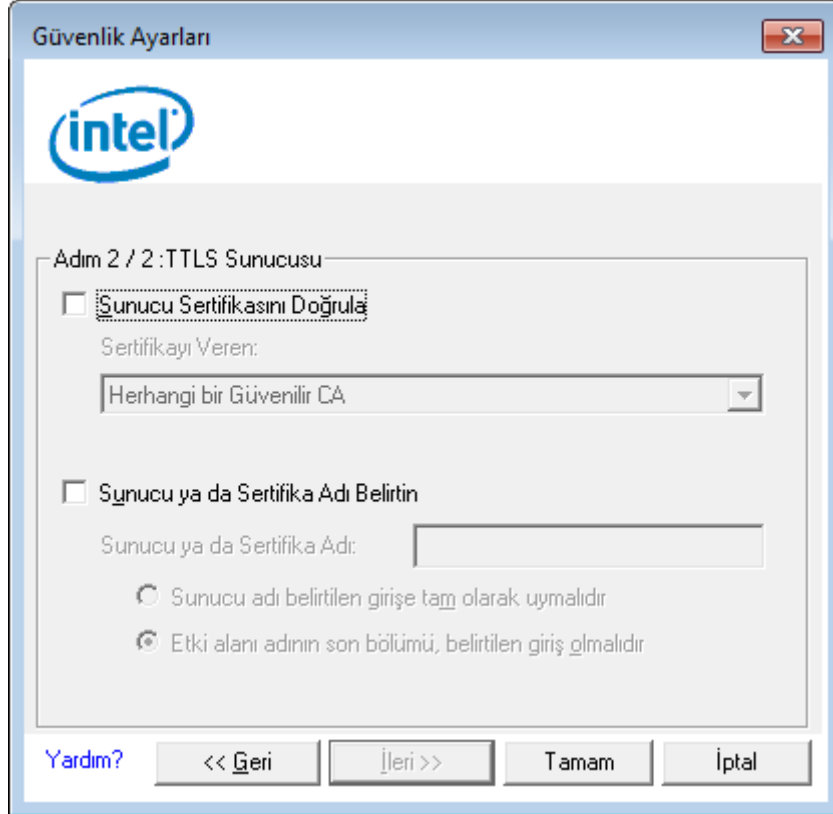 Güvenlik Ayarları
intel
Adım 2 / 2 :TTLS Sunucusu
Sunucu Sertifikasını Doğrula
Sertifikayı Veren:
Herhangi bir Güvenilir CA
Sunucu ya da Sertifika Adı Belirtin
Sunucu ya da Sertifika Adı:
Sunucu adı belirtilen girişe tam olarak uymalıdır
Etki alanı adının son bölümü, belirtilen giriş olmalıdır
Yardım? << Geri İleri >> Tamam İptal